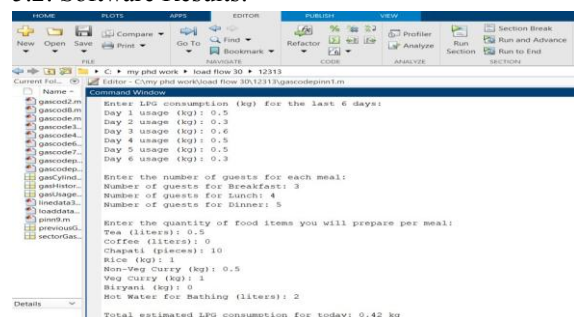 5.2. Software Results:
HOME PLOTS APPS EDITOR PUBLISH VIEW
New Open Save Compare Print Go To Find Bookmark Refactor Profiler Analyze Run Section Section Break Run and Advance Run to End
FILE NAVIGATE CODE ANALYZE SECTION
C: my phd work load flow 30 12313
Current Fol... Editor - C:\my phd work\load flow 30\12313\gascodepinn1.m
Name
Command Window
gascod2.m
gascod8.m
gascode.m
gascode3...
gascode4...
gascode6...
gascode7...
gascodep...
gascodep...
gasCylind...
gasHistor...
gasUsage...
linedata3...
loaddata...
pinn9.m
previousG...
sectorGas...
Details
Enter LPG consumption (kg) for the last 6 days:
Day 1 usage (kg): 0.5
Day 2 usage (kg): 0.3
Day 3 usage (kg): 0.6
Day 4 usage (kg): 0.5
Day 5 usage (kg): 0.5
Day 6 usage (kg): 0.3
Enter the number of guests for each meal:
Number of guests for Breakfast: 3
Number of guests for Lunch: 4
Number of guests for Dinner: 5
Enter the quantity of food items you will prepare per meal:
Tea (liters): 0.5
Coffee (liters): 0
Chapati (pieces): 10
Rice (kg): 1
Non-Veg Curry (kg): 0.5
Veg Curry (kg): 1
Biryani (kg): 0
Hot Water for Bathing (liters): 2
Total estimated LPG consumption for today: 0.42 kg